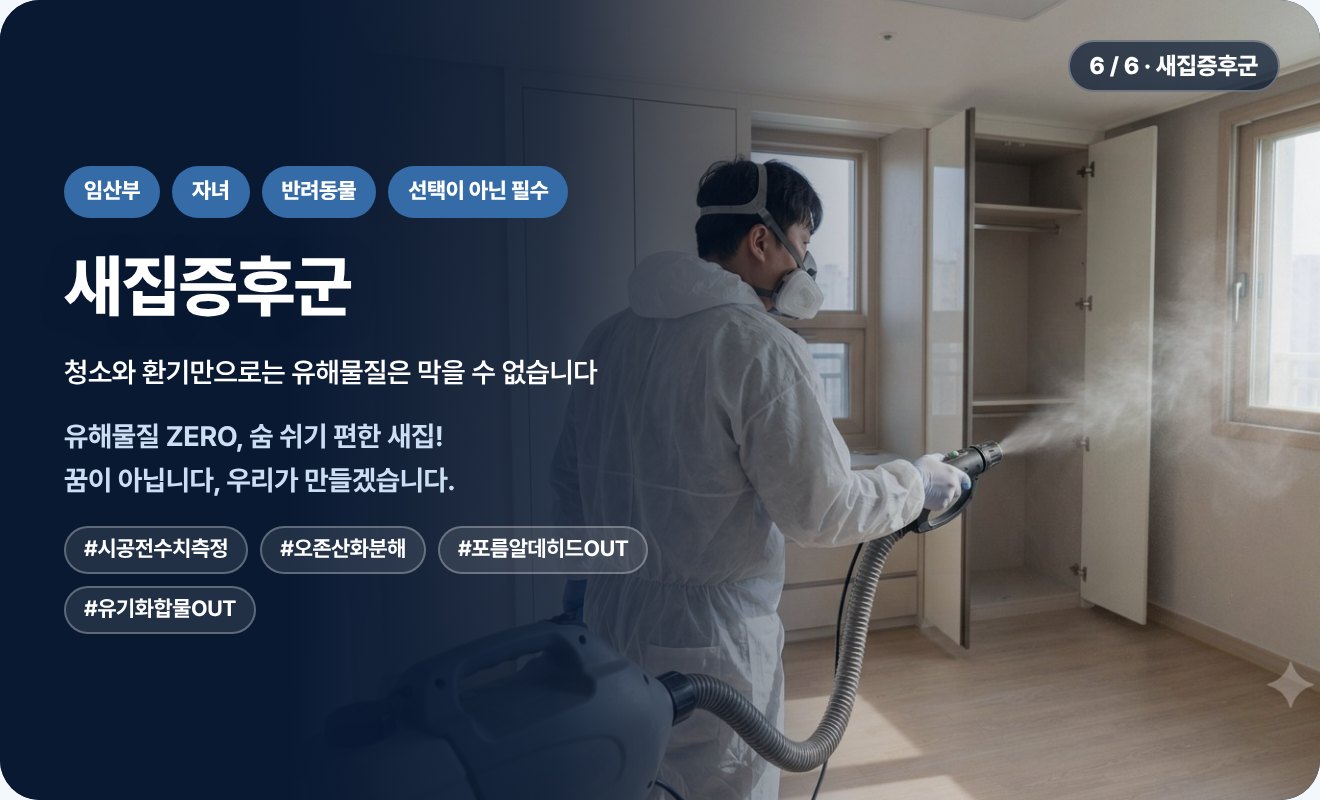 6 / 6 · 새집증후군
임산부 자녀 반려동물 선택이 아닌 필수
새집증후군
청소와 환기만으로는 유해물질은 막을 수 없습니다
유해물질 ZERO, 숨 쉬기 편한 새집!
꿈이 아닙니다, 우리가 만들겠습니다.
#시공전수치측정 #오존산화분해 #포름알데히드OUT
#유기화합물OUT